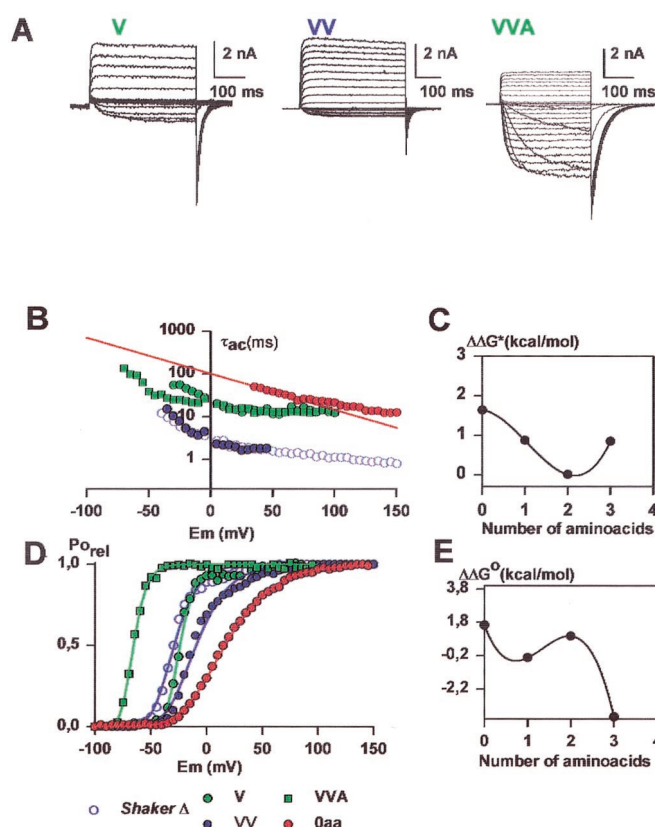 A
V
VV
VVA
2 nA
100 ms
2 nA
100 ms
2 nA
100 ms
B
1000
100
10
1
τac(ms)
-100 -50 0 50 100 150
Em (mV)
C
ΔΔG*(kcal/mol)
3
2
1
0
0 1 2 3 4
Number of aminoacids
D
Porel
1,0
0,5
0,0
-100 -50 0 50 100 150
Em (mV)
E
ΔΔGO(kcal/mol)
3,8
1,8
-0,2
-2,2
0 1 2 3 4
Number of aminoacids
Shaker Δ
V
VVA
VV
0aa